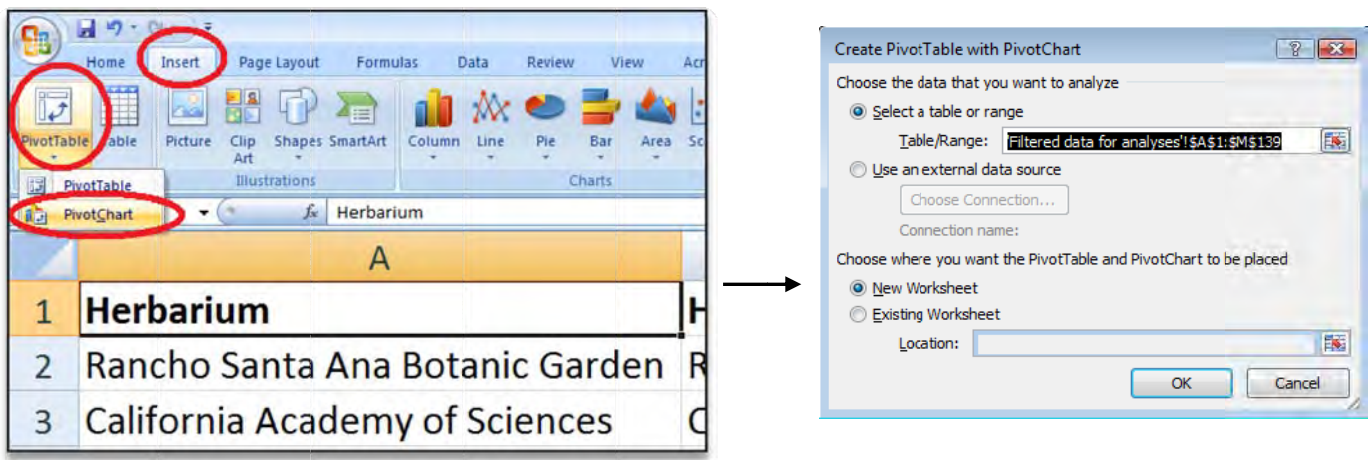 Home Insert Page Layout Formulas Data Review View Acr
PivotTable Table Picture Clip Art Shapes SmartArt Column Line Pie Bar Area Sc
Illustrations Charts
PivotTable
PivotChart
fx Herbarium
A
1 Herbarium H
2 Rancho Santa Ana Botanic Garden R
3 California Academy of Sciences C
Create PivotTable with PivotChart
Choose the data that you want to analyze
Select a table or range
Table/Range: 'Filtered data for analyses'!$A$1:$M$139
Use an external data source
Choose Connection...
Connection name:
Choose where you want the PivotTable and PivotChart to be placed
New Worksheet
Existing Worksheet
Location:
OK Cancel